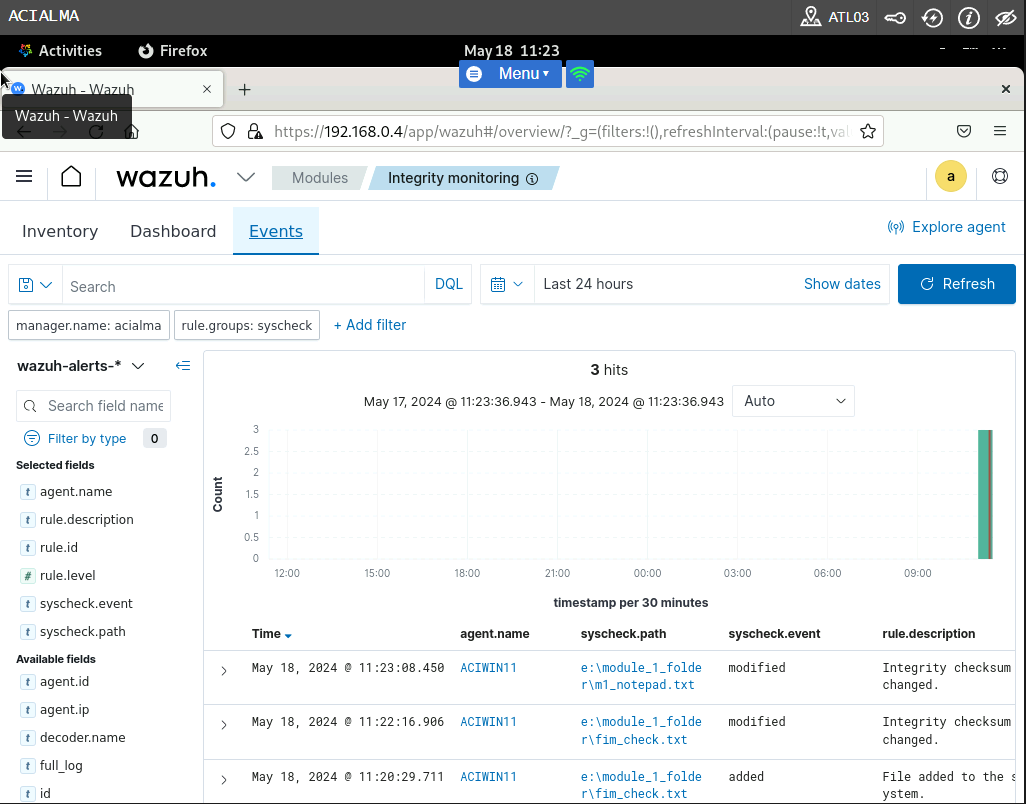 ACIALMA
ATL03
Activities
Firefox
May 18 11:23
Menu
Wazuh - Wazuh
Wazuh - Wazuh
https://192.168.0.4/app/wazuh#/overview/?_g=(filters:!(),refreshInterval:(pause:!t,val
wazuh.
Modules
Integrity monitoring
a
Inventory
Dashboard
Events
Explore agent
Search
DQL
Last 24 hours
Show dates
Refresh
manager.name: acialma
rule.groups: syscheck
+ Add filter
wazuh-alerts-*
Search field name
Filter by type
0
Selected fields
t agent.name
t rule.description
t rule.id
# rule.level
t syscheck.event
t syscheck.path
Available fields
t agent.id
t agent.ip
t decoder.name
t full_log
t id
3 hits
May 17, 2024 @ 11:23:36.943 - May 18, 2024 @ 11:23:36.943
Auto
Count
3
2.5
2
1.5
1
0.5
0
12:00 15:00 18:00 21:00 00:00 03:00 06:00 09:00
timestamp per 30 minutes
Time agent.name syscheck.path syscheck.event rule.description
May 18, 2024 @ 11:23:08.450 ACIWIN11 e:\module_1_folde modified Integrity checksum
r\m1_notepad.txt changed.
May 18, 2024 @ 11:22:16.906 ACIWIN11 e:\module_1_folde modified Integrity checksum
r\fim_check.txt changed.
May 18, 2024 @ 11:20:29.711 ACIWIN11 e:\module_1_folde added File added to the s
r\fim_check.txt ystem.